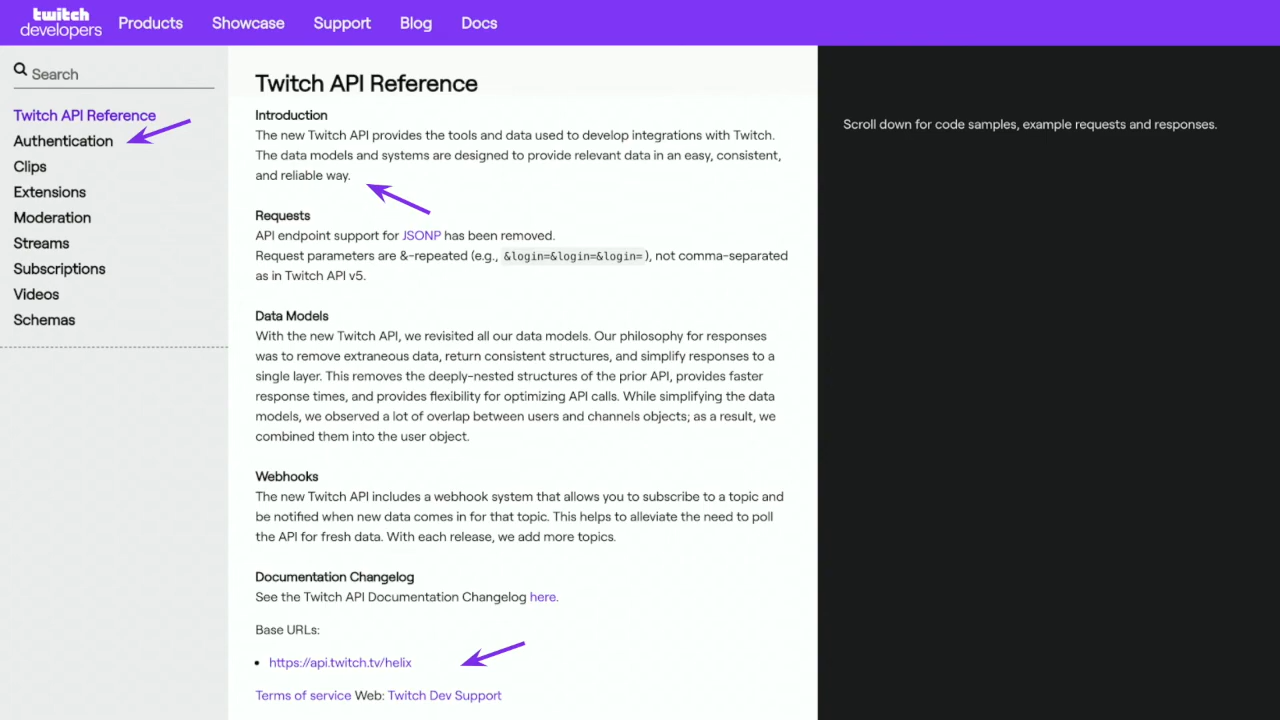 twitch
developers
Products
Showcase
Support
Blog
Docs
Search
Twitch API Reference
Authentication
Clips
Extensions
Moderation
Streams
Subscriptions
Videos
Schemas
Twitch API Reference
Introduction
The new Twitch API provides the tools and data used to develop integrations with Twitch.
The data models and systems are designed to provide relevant data in an easy, consistent,
and reliable way.
Requests
API endpoint support for JSONP has been removed.
Request parameters are &-repeated (e.g., &login=&login=&login=), not comma-separated
as in Twitch API v5.
Data Models
With the new Twitch API, we revisited all our data models. Our philosophy for responses
was to remove extraneous data, return consistent structures, and simplify responses to a
single layer. This removes the deeply-nested structures of the prior API, provides faster
response times, and provides flexibility for optimizing API calls. While simplifying the data
models, we observed a lot of overlap between users and channels objects; as a result, we
combined them into the user object.
Webhooks
The new Twitch API includes a webhook system that allows you to subscribe to a topic and
be notified when new data comes in for that topic. This helps to alleviate the need to poll
the API for fresh data. With each release, we add more topics.
Documentation Changelog
See the Twitch API Documentation Changelog here.
Base URLs:
• https://api.twitch.tv/helix
Terms of service Web: Twitch Dev Support
Scroll down for code samples, example requests and responses.